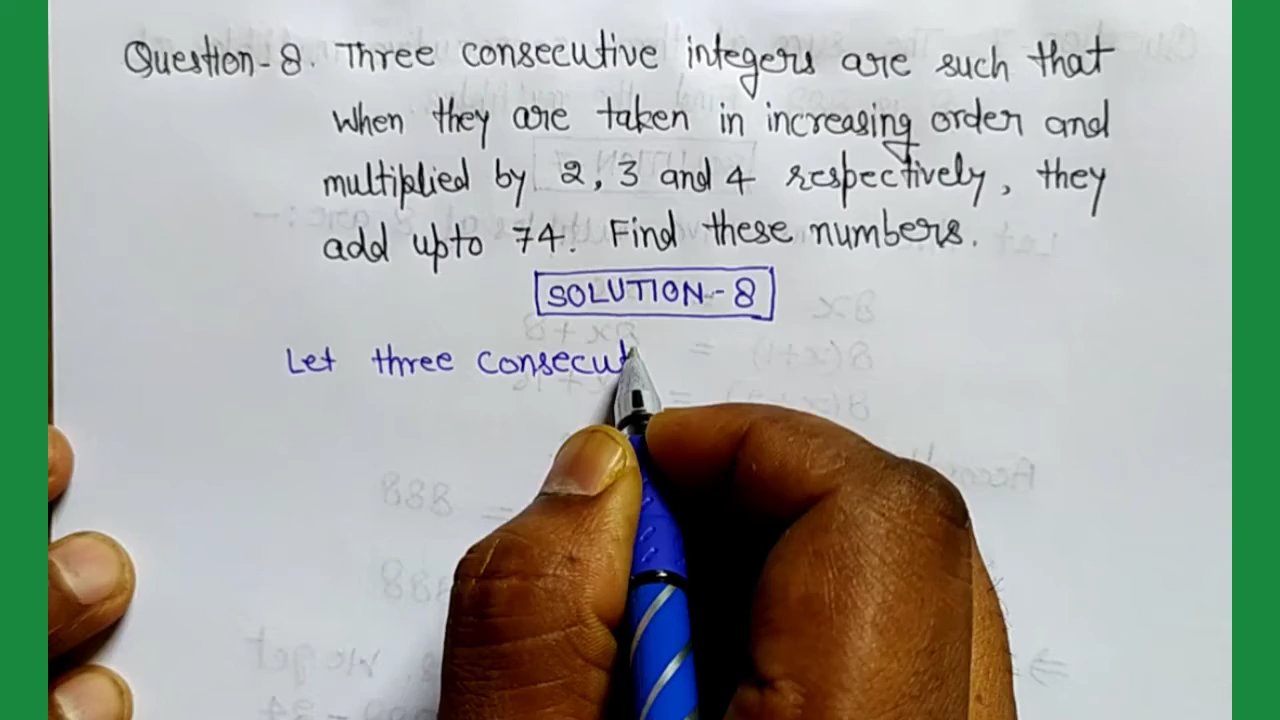 Question-8. Three consecutive integers are such that
When they are taken in increasing order and
multiplied by 2, 3 and 4 respectively, they
add upto 74. Find these numbers.
SOLUTION-8
Let three consecut